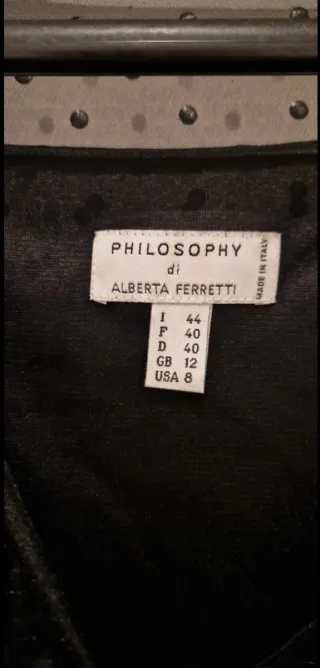 PHILOSOPHY
di
ALBERTA FERRETTI
MADE IN ITALY
I 44
F 40
D 40
GB 12
USA 8